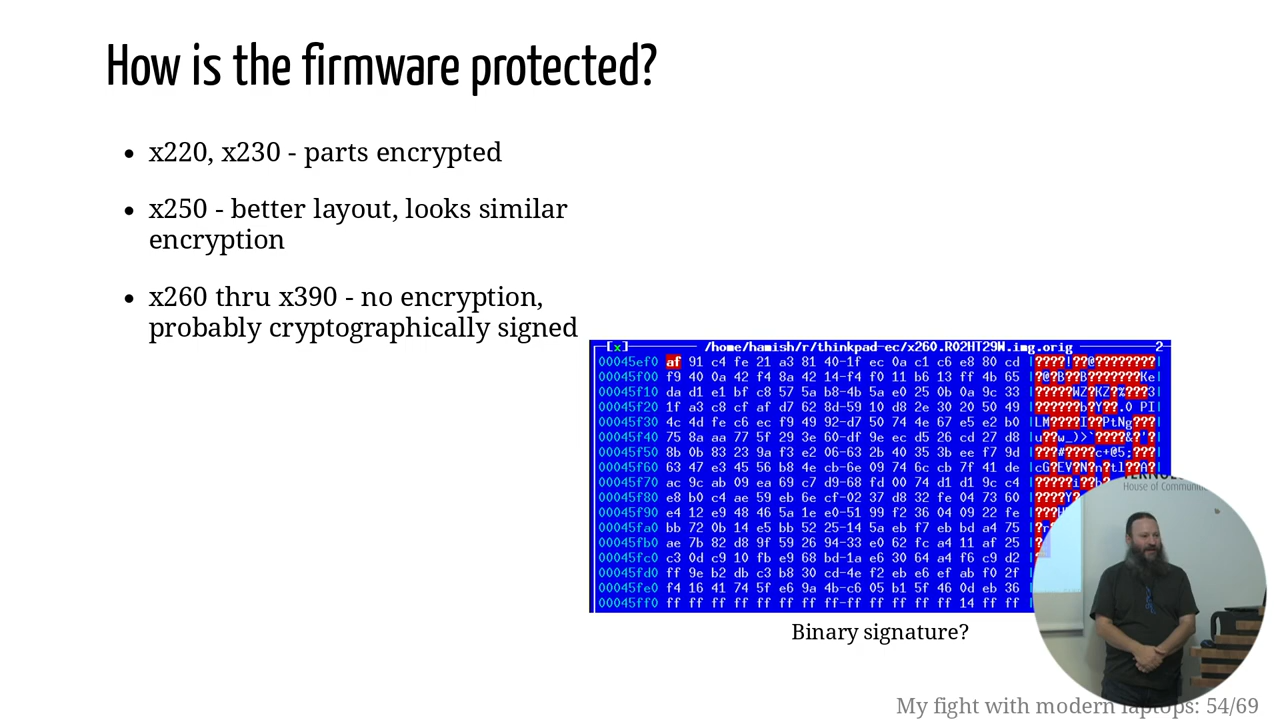 How is the firmware protected?
• x220, x230 - parts encrypted
• x250 - better layout, looks similar
encryption
• x260 thru x390 - no encryption,
probably cryptographically signed
[x] /home/hamish/r/thinkpad-ec/x260.R02HT29W.img.orig 2
00045ef0 af 91 c4 fe 21 a3 81 40-1f ec 0a c1 c6 e8 80 cd |????!??@????????|
00045f00 f9 40 0a 42 f4 8a 42 14-f4 f0 11 b6 13 ff 4b 65 |?@?B??B???????Ke|
00045f10 da d1 e1 bf c8 57 5a b8-4b 5a e0 25 0b 0a 9c 33 |?????WZ?KZ?%???3|
00045f20 1f a3 c8 cf af d7 62 8d-59 10 d8 2e 30 20 50 49 |??????b?Y??.0 PI|
00045f30 4c 4d fe c6 ec f9 49 92-d7 50 74 4e 67 e5 e2 b0 |LM????I??PtNg???|
00045f40 75 8a aa 77 5f 29 3e 60-df 9e ec d5 26 cd 27 d8 |u??w_)>`????&?'?|
00045f50 8b 0b 83 23 9a f3 e2 06-63 2b 40 35 3b ee f7 9d |???#????c+@5;???|
00045f60 63 47 e3 45 56 b8 4e cb-6e 09 74 6c cb 7f 41 de |cG?EV?N?n?tl??A?|
00045f70 ac 9c ab 09 ea 69 c7 d9-68 fd 00 74 d1 d1 9c c4 |?????i??
00045f80 e8 b0 c4 ae 59 eb 6e cf-02 37 d8 32 fe 04 73 60 |????Y?
00045f90 e4 12 e9 48 46 5a 1e e0-51 99 f2 36 04 09 22 fe |???H
00045fa0 bb 72 0b 14 e5 bb 52 25-14 5a eb f7 eb bd a4 75 |?r
00045fb0 ae 7b 82 d8 9f 59 26 94-33 e0 62 fc a4 11 af 25 |?
00045fc0 c3 0d c9 10 fb e9 68 bd-1a e6 30 64 a4 f6 c9 d2 |?
00045fd0 ff 9e b2 db c3 b8 30 cd-4e f2 eb e6 ef ab f0 2f |
00045fe0 f4 16 41 74 5f e6 9a 4b-c6 05 b1 5f 46 0d eb 36 |
00045ff0 ff ff ff ff ff ff ff ff-ff ff ff ff ff 14 ff ff |
House of Communi
Binary signature?
My fight with modern laptops: 54/69